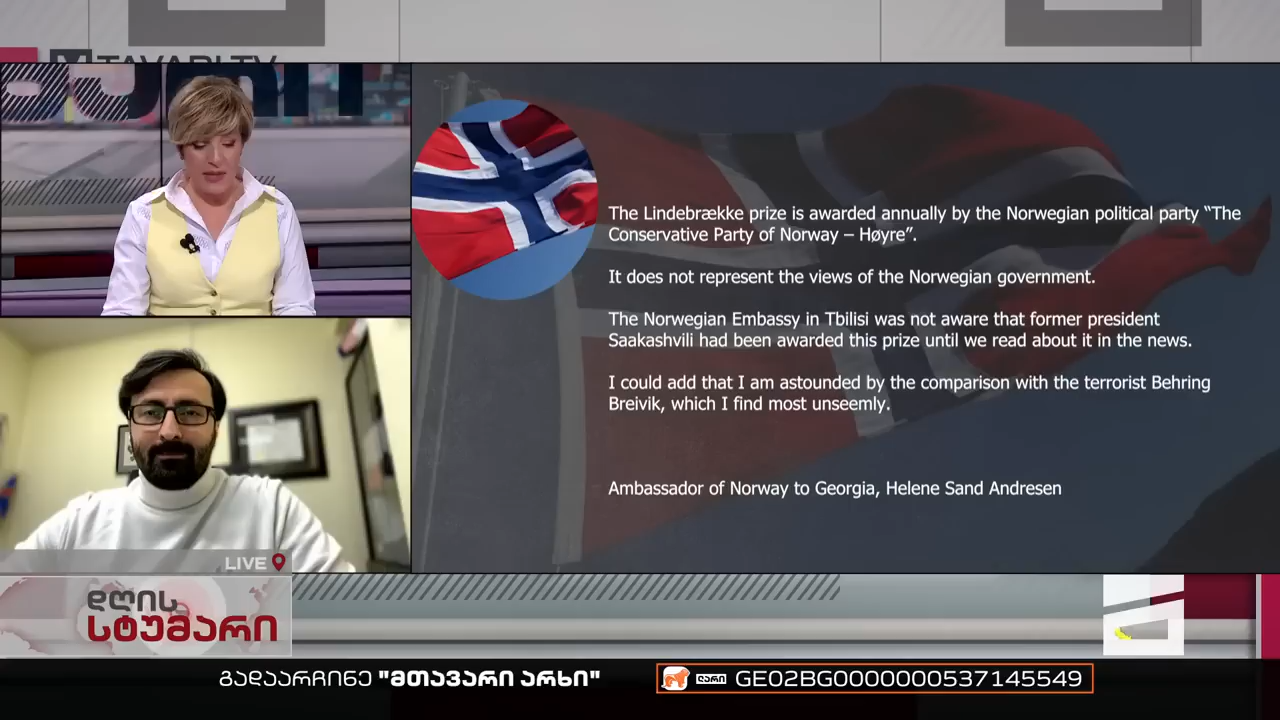 TAVARI TV
The Lindebrække prize is awarded annually by the Norwegian political party “The
Conservative Party of Norway – Høyre”.
It does not represent the views of the Norwegian government.
The Norwegian Embassy in Tbilisi was not aware that former president
Saakashvili had been awarded this prize until we read about it in the news.
I could add that I am astounded by the comparison with the terrorist Behring
Breivik, which I find most unseemly.
Ambassador of Norway to Georgia, Helene Sand Andresen
LIVE
დღის
სტუმარი
გადაარჩინე "მთავარი არხი"
ლარი GE02BG0000000537145549